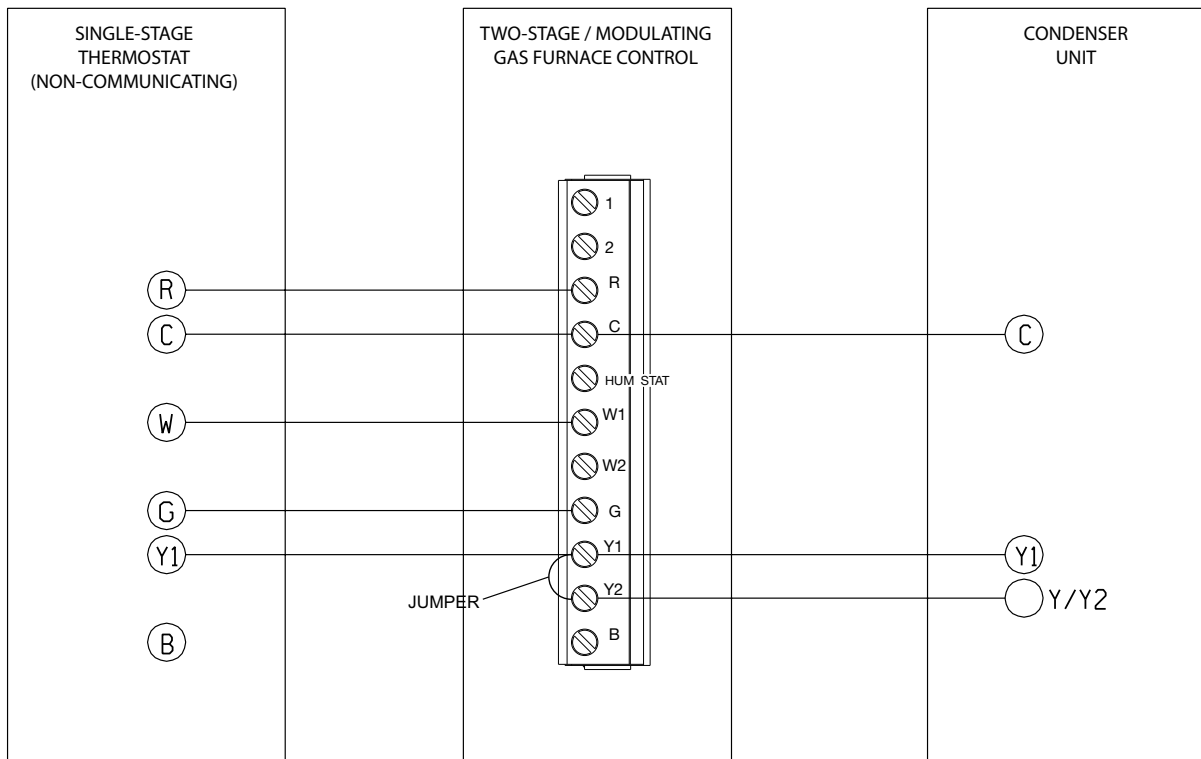 SINGLE-STAGE
THERMOSTAT
(NON-COMMUNICATING)
TWO-STAGE / MODULATING
GAS FURNACE CONTROL
CONDENSER
UNIT
1
2
R
R
C
C
C
HUM STAT
W
W1
W2
G
G
Y1
Y1
Y1
JUMPER
Y2
Y/Y2
B
B